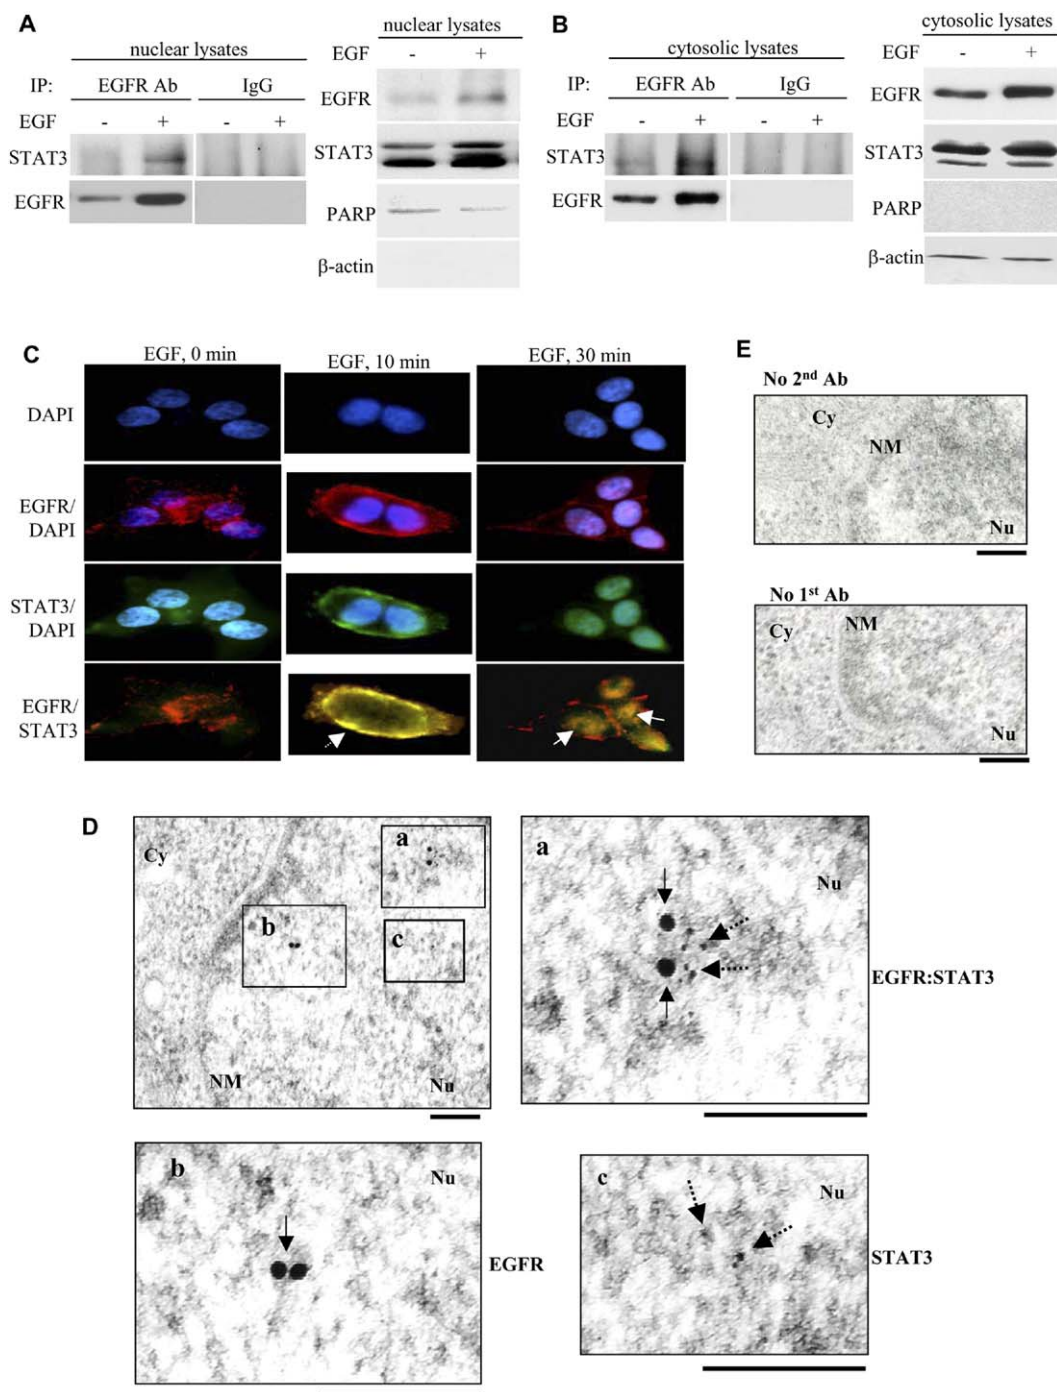 A
nuclear lysates
IP: EGFR Ab IgG
EGF - + - +
STAT3
EGFR
nuclear lysates
EGF - +
EGFR
STAT3
PARP
β-actin
B
cytosolic lysates
IP: EGFR Ab IgG
EGF - + - +
STAT3
EGFR
cytosolic lysates
EGF - +
EGFR
STAT3
PARP
β-actin
C
EGF, 0 min EGF, 10 min EGF, 30 min
DAPI
EGFR/
DAPI
STAT3/
DAPI
EGFR/
STAT3
E
No 2nd Ab
Cy
NM
Nu
No 1st Ab
Cy
NM
Nu
D
Cy
a
b
c
NM
Nu
a
Nu
EGFR:STAT3
b
Nu
EGFR
c
Nu
STAT3